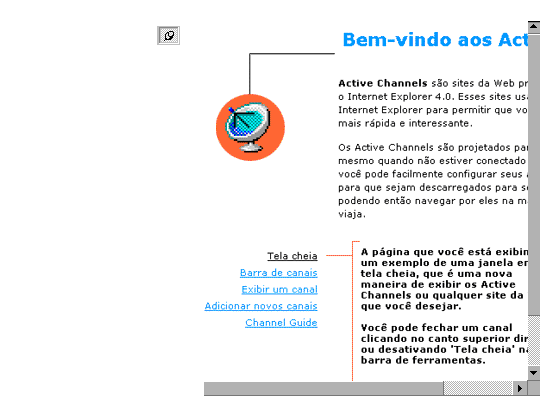 Bem-vindo aos Act
Active Channels são sites da Web pr
o Internet Explorer 4.0. Esses sites us
Internet Explorer para permitir que vo
mais rápida e interessante.
Os Active Channels são projetados par
mesmo quando não estiver conectado
você pode facilmente configurar seus
para que sejam descarregados para s
podendo então navegar por eles na m
viaja.
Tela cheia
Barra de canais
Exibir um canal
Adicionar novos canais
Channel Guide
A página que você está exibin
um exemplo de uma janela em
tela cheia, que é uma nova
maneira de exibir os Active
Channels ou qualquer site da
que você desejar.
Você pode fechar um canal
clicando no canto superior dir
ou desativando 'Tela cheia' na
barra de ferramentas.